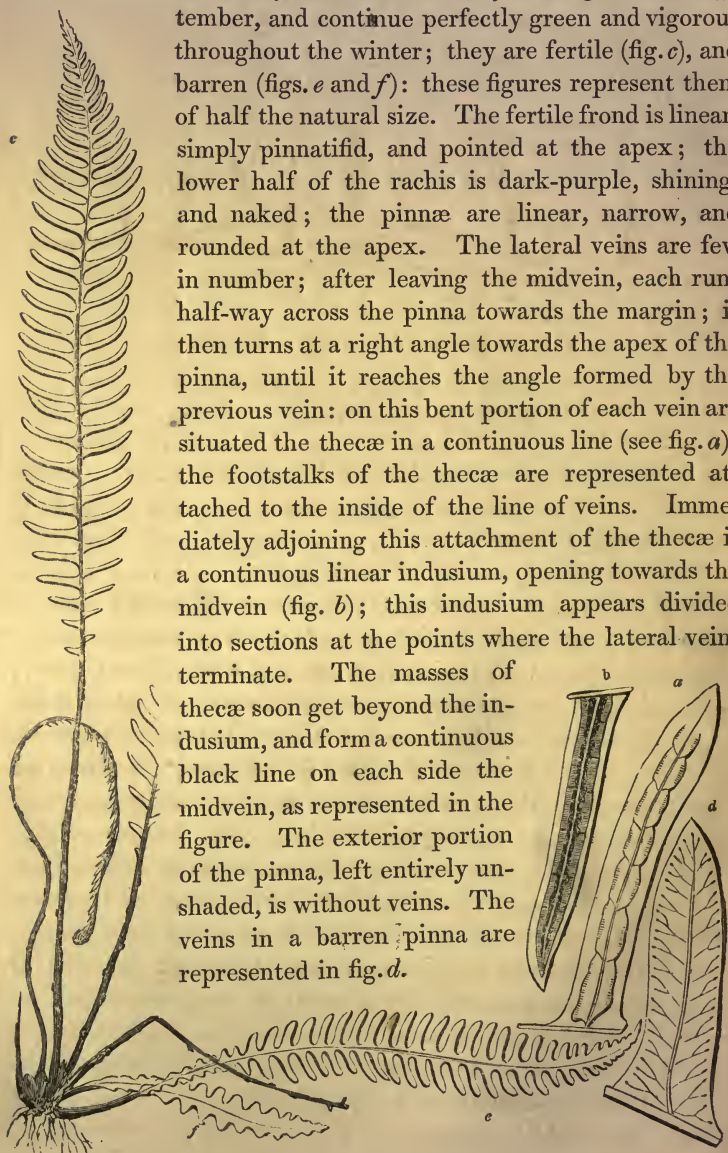 tember, and continue perfectly green and vigorou
throughout the winter; they are fertile (fig. c), and
barren (figs. e and f): these figures represent them
of half the natural size. The fertile frond is linear
simply pinnatifid, and pointed at the apex; th
lower half of the rachis is dark-purple, shining
and naked; the pinnæ are linear, narrow, and
rounded at the apex. The lateral veins are few
in number; after leaving the midvein, each run
half-way across the pinna towards the margin; i
then turns at a right angle towards the apex of th
pinna, until it reaches the angle formed by th
previous vein: on this bent portion of each vein ar
situated the thecæ in a continuous line (see fig. a)
the footstalks of the thecæ are represented at
tached to the inside of the line of veins. Imme
diately adjoining this attachment of the thecæ i
a continuous linear indusium, opening towards th
midvein (fig. b); this indusium appears divide
into sections at the points where the lateral vein
terminate. The masses of
thecæ soon get beyond the in-
dusium, and form a continuous
black line on each side the
midvein, as represented in the
figure. The exterior portion
of the pinna, left entirely un-
shaded, is without veins. The
veins in a barren pinna are
represented in fig. d.
c
b
a
d
e
f